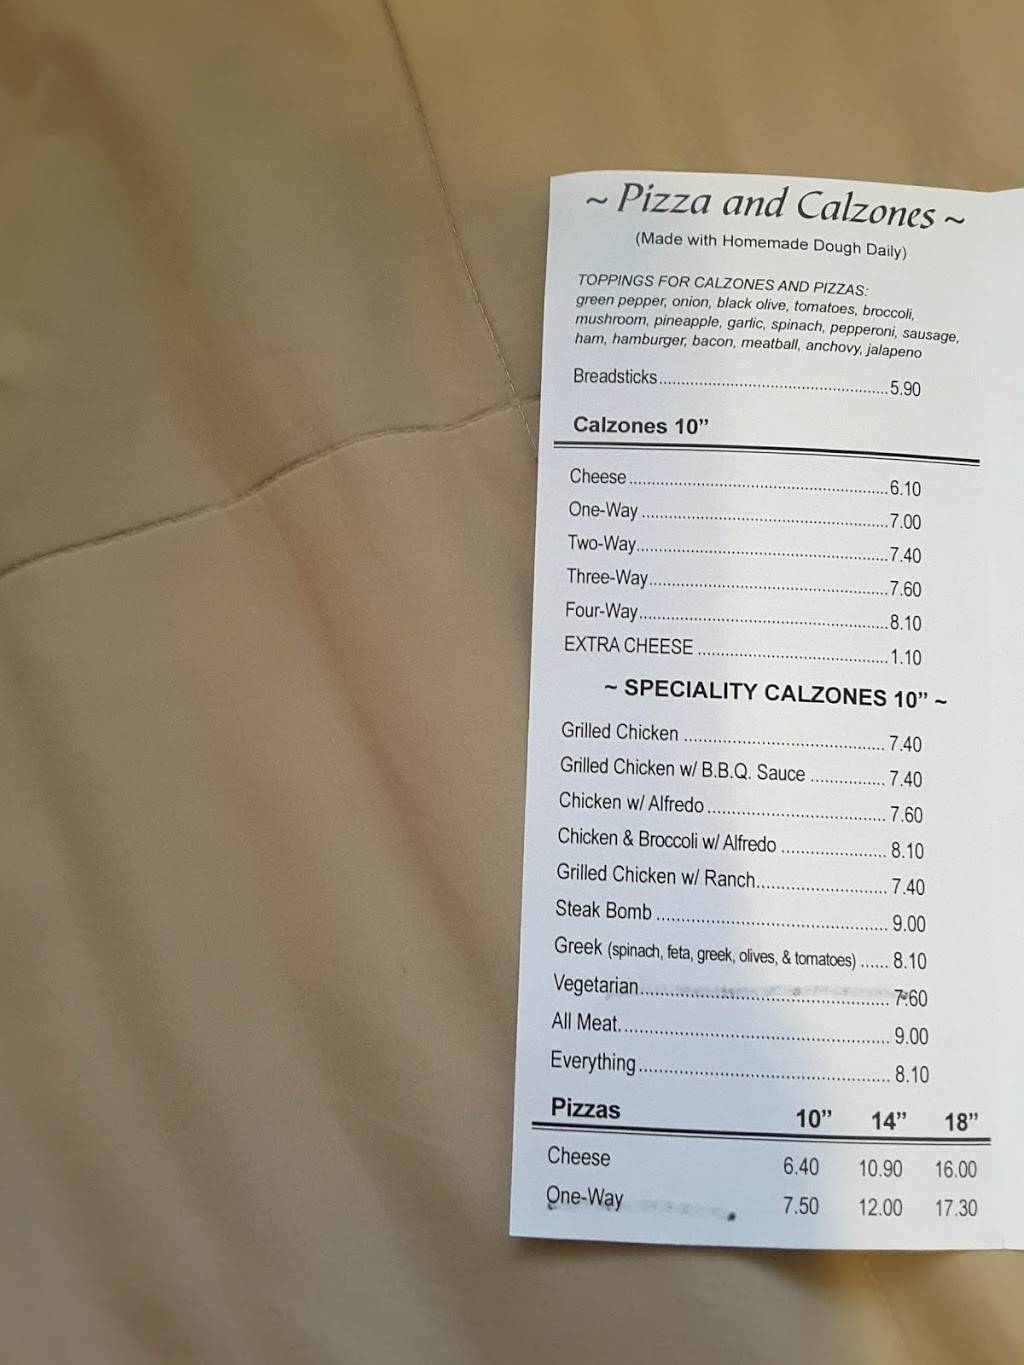 ~ Pizza and Calzones ~
(Made with Homemade Dough Daily)
TOPPINGS FOR CALZONES AND PIZZAS:
green pepper, onion, black olive, tomatoes, broccoli,
mushroom, pineapple, garlic, spinach, pepperoni, sausage,
ham, hamburger, bacon, meatball, anchovy, jalapeno
Breadsticks 5.90
Calzones 10”
Cheese 6.10
One-Way 7.00
Two-Way 7.40
Three-Way 7.60
Four-Way 8.10
EXTRA CHEESE 1.10
~ SPECIALITY CALZONES 10” ~
Grilled Chicken 7.40
Grilled Chicken w/ B.B.Q. Sauce 7.40
Chicken w/ Alfredo 7.60
Chicken & Broccoli w/ Alfredo 8.10
Grilled Chicken w/ Ranch 7.40
Steak Bomb 9.00
Greek (spinach, feta, greek, olives, & tomatoes) 8.10
Vegetarian 7.60
All Meat 9.00
Everything 8.10
Pizzas 10” 14” 18”
Cheese 6.40 10.90 16.00
One-Way 7.50 12.00 17.30